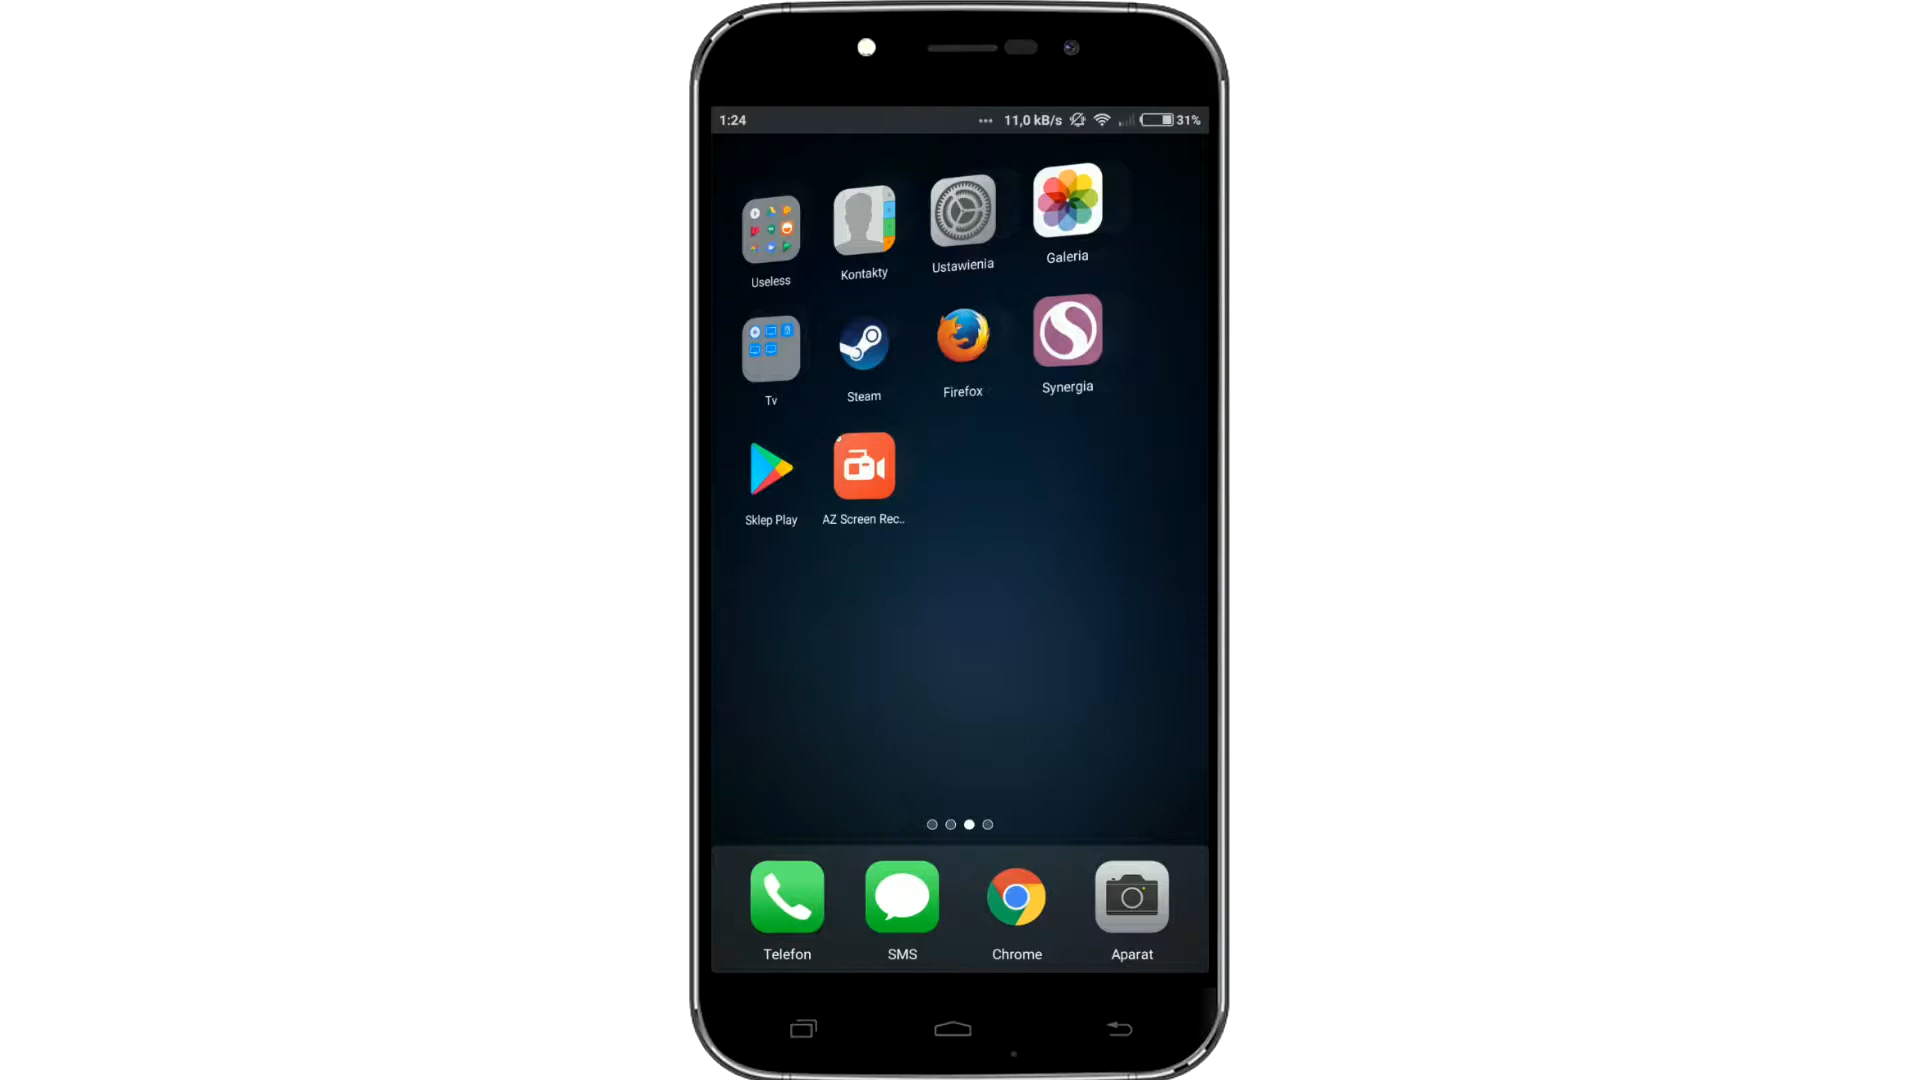 1:24 ... 11,0 kB/s 31%
Useless Kontakty Ustawienia Galeria
Tv Steam Firefox Synergia
Sklep Play AZ Screen Rec..
Telefon SMS Chrome Aparat